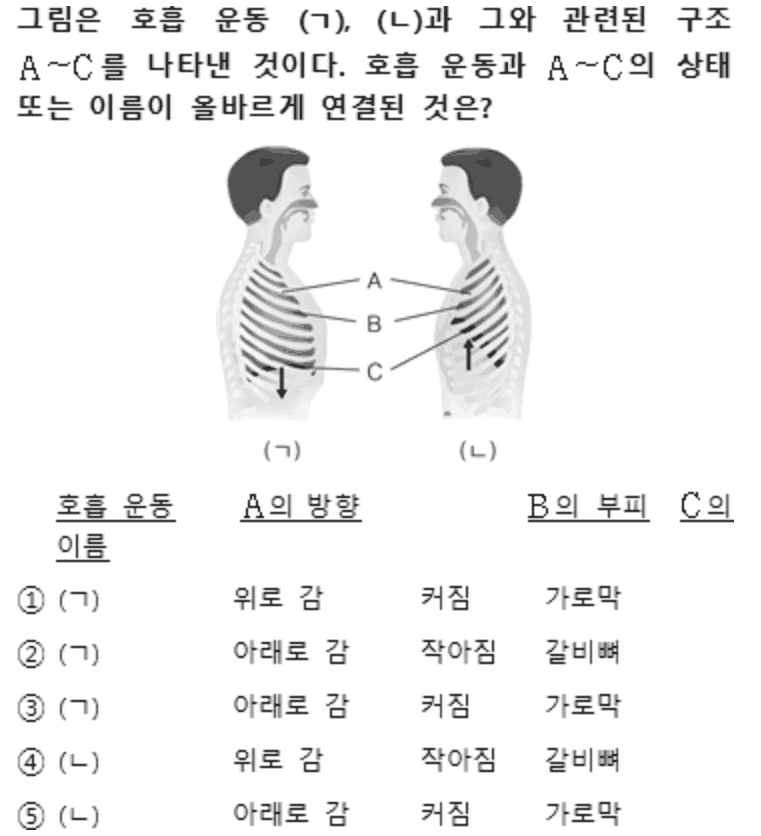 그림은 호흡 운동 (ㄱ), (ㄴ)과 그와 관련된 구조
A~C를 나타낸 것이다. 호흡 운동과 A~C의 상태
또는 이름이 올바르게 연결된 것은?
A
B
C
(ㄱ) (ㄴ)
호흡 운동 A의 방향 B의 부피 C의
이름
① (ㄱ) 위로 감 커짐 가로막
② (ㄱ) 아래로 감 작아짐 갈비뼈
③ (ㄱ) 아래로 감 커짐 가로막
④ (ㄴ) 위로 감 작아짐 갈비뼈
⑤ (ㄴ) 아래로 감 커짐 가로막